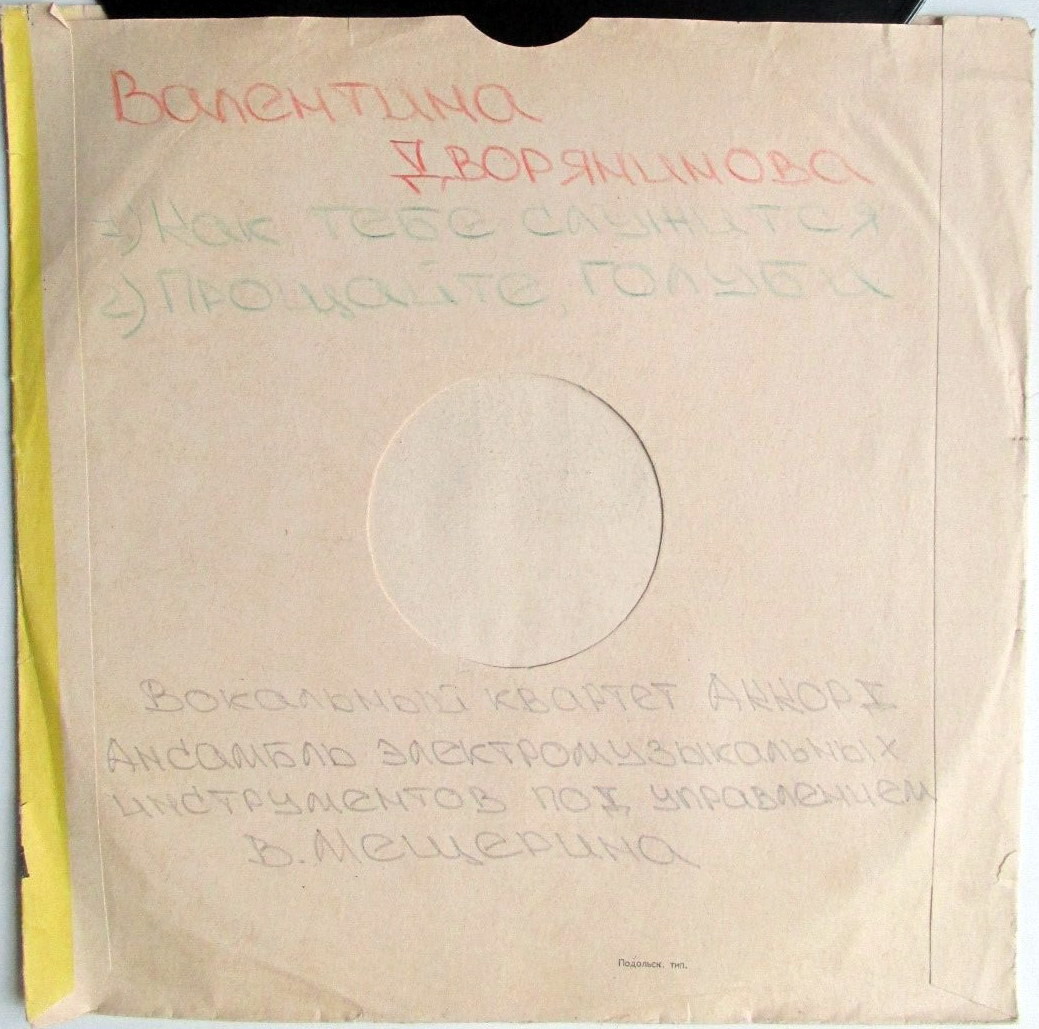 Валентина
Дворянинова
1) Как тебе служится
2) Прощайте, голуби
Вокальный квартет Аккорд
Ансамбль электромузыкальных
инструментов под управлением
В. Мещерина
Подольск. тип.